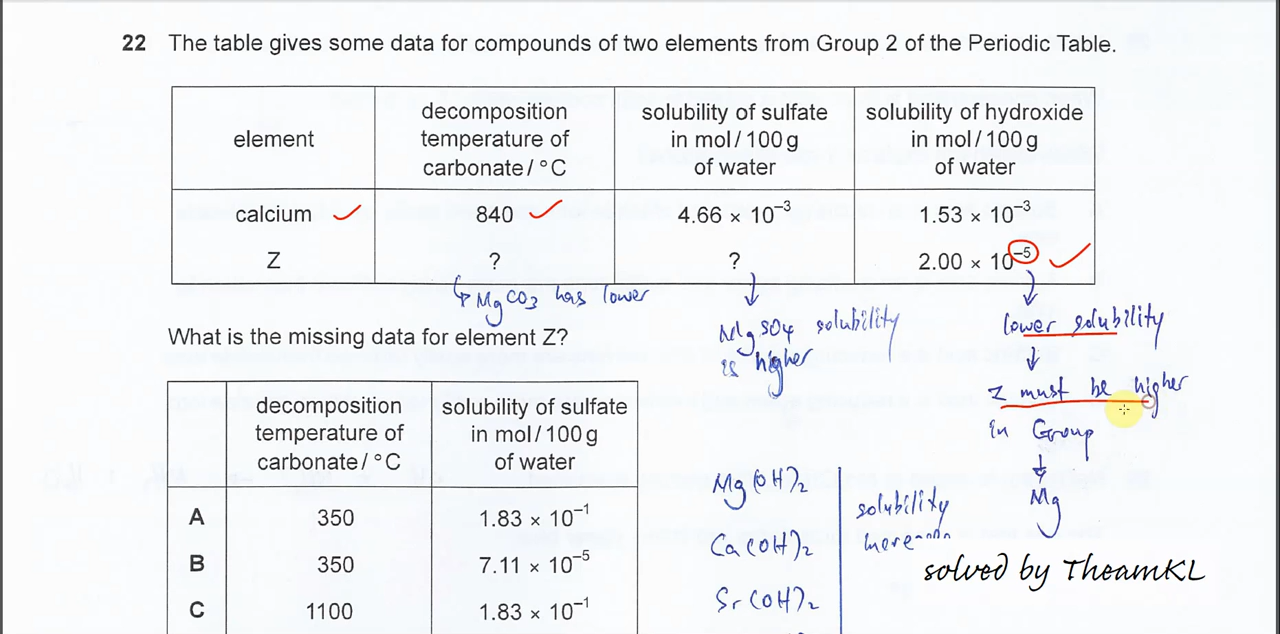 22 The table gives some data for compounds of two elements from Group 2 of the Periodic Table.
element
decomposition temperature of carbonate / °C
solubility of sulfate in mol / 100 g of water
solubility of hydroxide in mol / 100 g of water
calcium 840 4.66 × 10⁻³ 1.53 × 10⁻³
Z ? ? 2.00 × 10⁻⁵
MgCO3 has lower
MgSO4 solubility
is higher
lower solubility
Z must be higher
in Group
Mg
What is the missing data for element Z?
decomposition temperature of carbonate / °C
solubility of sulfate in mol / 100 g of water
A 350 1.83 × 10⁻¹
B 350 7.11 × 10⁻⁵
C 1100 1.83 × 10⁻¹
Mg(OH)2
Ca(OH)2
Sr(OH)2
solubility
solved by TheamKL